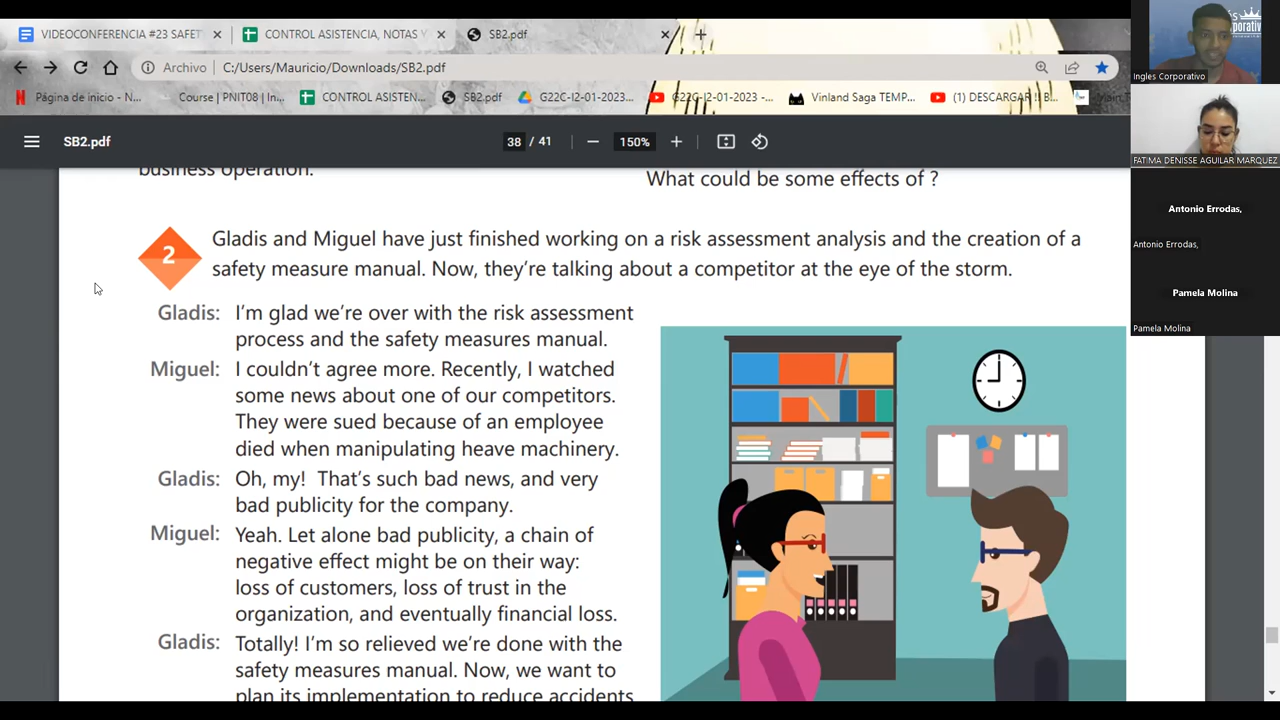 VIDEOCONFERENCIA #23 SAFET
CONTROL ASISTENCIA, NOTAS Y
SB2.pdf
Archivo
C:/Users/Mauricio/Downloads/SB2.pdf
Página de inicio - N...
Course | PNIT08 | In...
CONTROL ASISTEN...
SB2.pdf
G22C-I2-01-2023...
G22C-I2-01-2023 -...
Vinland Saga TEMP...
(1) DESCARGAR !! B...
SB2.pdf
38 / 41
150%
business operation.
What could be some effects of ?
2
Gladis and Miguel have just finished working on a risk assessment analysis and the creation of a
safety measure manual. Now, they're talking about a competitor at the eye of the storm.
Gladis: I'm glad we're over with the risk assessment
process and the safety measures manual.
Miguel: I couldn't agree more. Recently, I watched
some news about one of our competitors.
They were sued because of an employee
died when manipulating heave machinery.
Gladis: Oh, my! That's such bad news, and very
bad publicity for the company.
Miguel: Yeah. Let alone bad publicity, a chain of
negative effect might be on their way:
loss of customers, loss of trust in the
organization, and eventually financial loss.
Gladis: Totally! I'm so relieved we're done with the
safety measures manual. Now, we want to
plan its implementation to reduce accidents
Ingles Corporativo
FATIMA DENISSE AGUILAR MARQUEZ
Antonio Errodas,
Antonio Errodas,
Pamela Molina
Pamela Molina